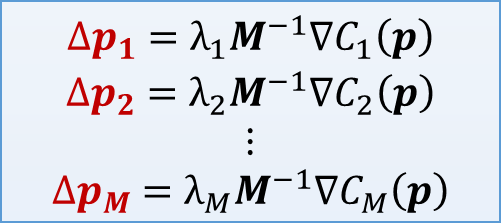 Δp₁ = λ₁M⁻¹∇C₁(p)
Δp₂ = λ₂M⁻¹∇C₂(p)
⋮
Δp_M = λ_M M⁻¹∇C_M(p)